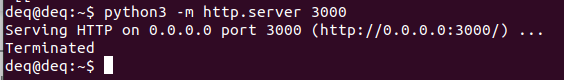 deq@deq:~$ python3 -m http.server 3000
Serving HTTP on 0.0.0.0 port 3000 (http://0.0.0.0:3000/) ...
Terminated
deq@deq:~$